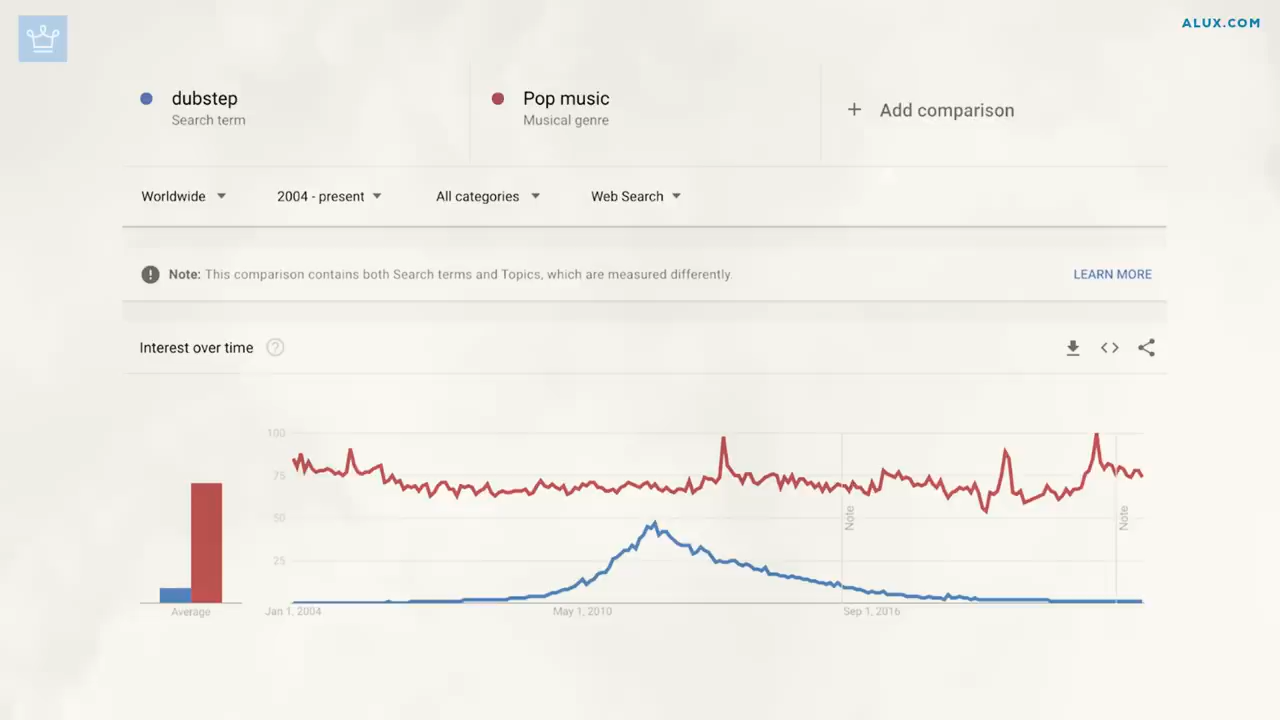 ALUX.COM
dubstep
Search term
Pop music
Musical genre
+ Add comparison
Worldwide
2004 - present
All categories
Web Search
Note: This comparison contains both Search terms and Topics, which are measured differently.
LEARN MORE
Interest over time
100
75
50
25
Note
Note
Average
Jan 1, 2004
May 1, 2010
Sep 1, 2016